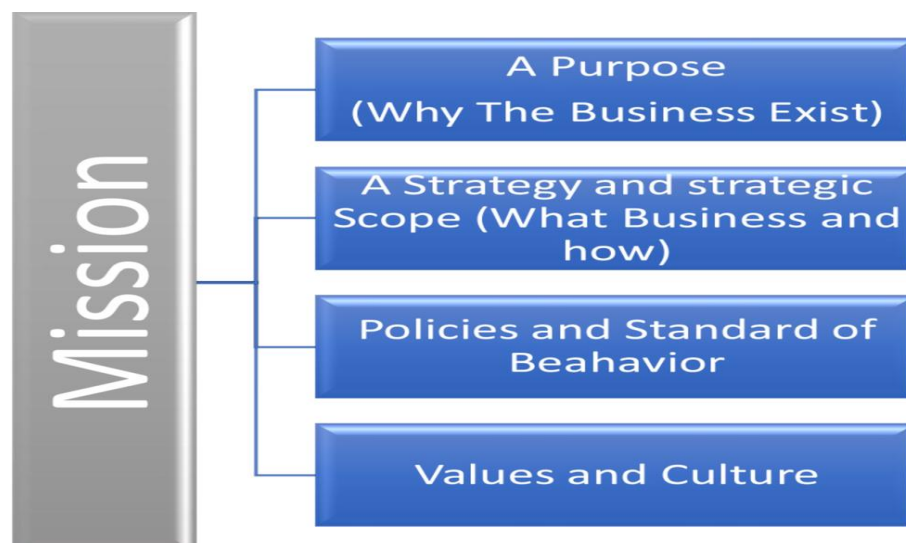 Mission
A Purpose
(Why The Business Exist)
A Strategy and strategic
Scope (What Business and
how)
Policies and Standard of
Beahavior
Values and Culture